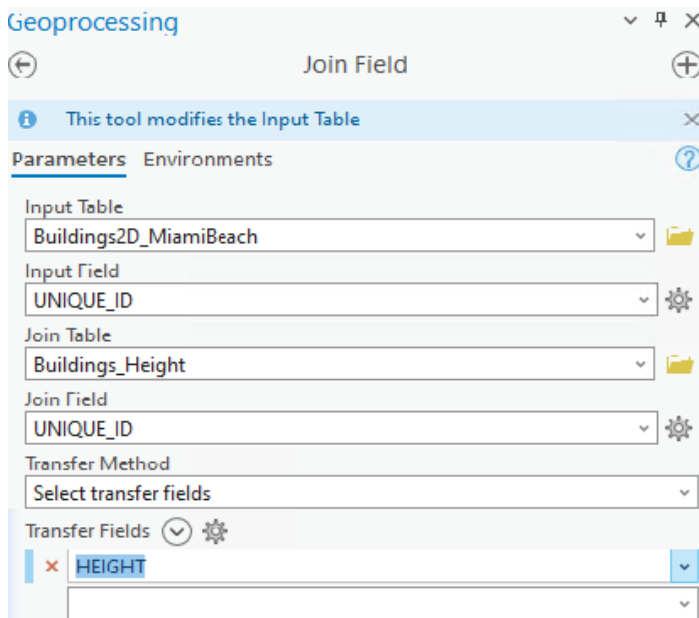 Geoprocessing
Join Field
This tool modifies the Input Table
Parameters Environments
Input Table
Buildings2D_MiamiBeach
Input Field
UNIQUE_ID
Join Table
Buildings_Height
Join Field
UNIQUE_ID
Transfer Method
Select transfer fields
Transfer Fields
HEIGHT